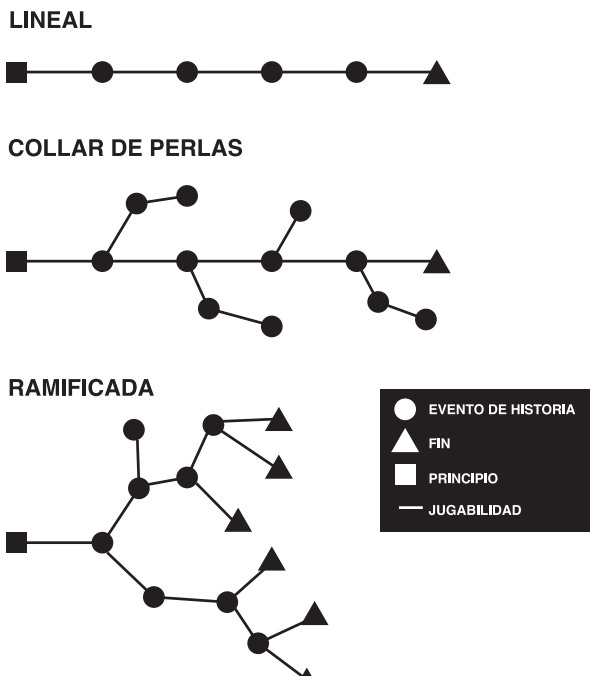 LINEAL
COLLAR DE PERLAS
RAMIFICADA
EVENTO DE HISTORIA
FIN
PRINCIPIO
JUGABILIDAD